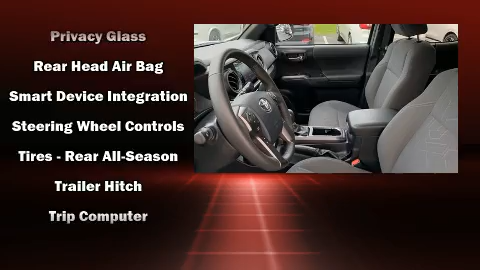 Privacy Glass
Rear Head Air Bag
Smart Device Integration
Steering Wheel Controls
Tires - Rear All-Season
Trailer Hitch
Trip Computer